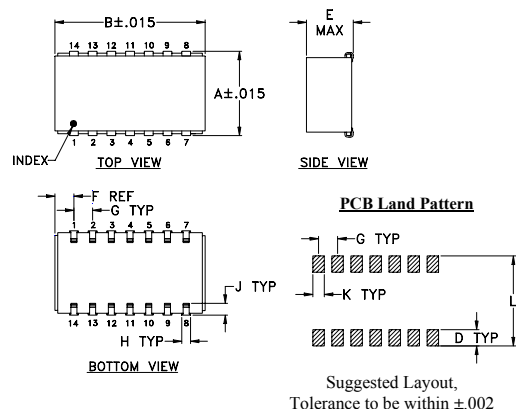 B±.015
14 13 12 11 10 9 8
A±.015
INDEX
1 2 3 4 5 6 7
TOP VIEW
E
MAX
SIDE VIEW
F REF
G TYP
1 2 3 4 5 6 7
J TYP
14 13 12 11 10 9 8
H TYP
BOTTOM VIEW
PCB Land Pattern
G TYP
K TYP
L
D TYP
Suggested Layout,
Tolerance to be within ±.002